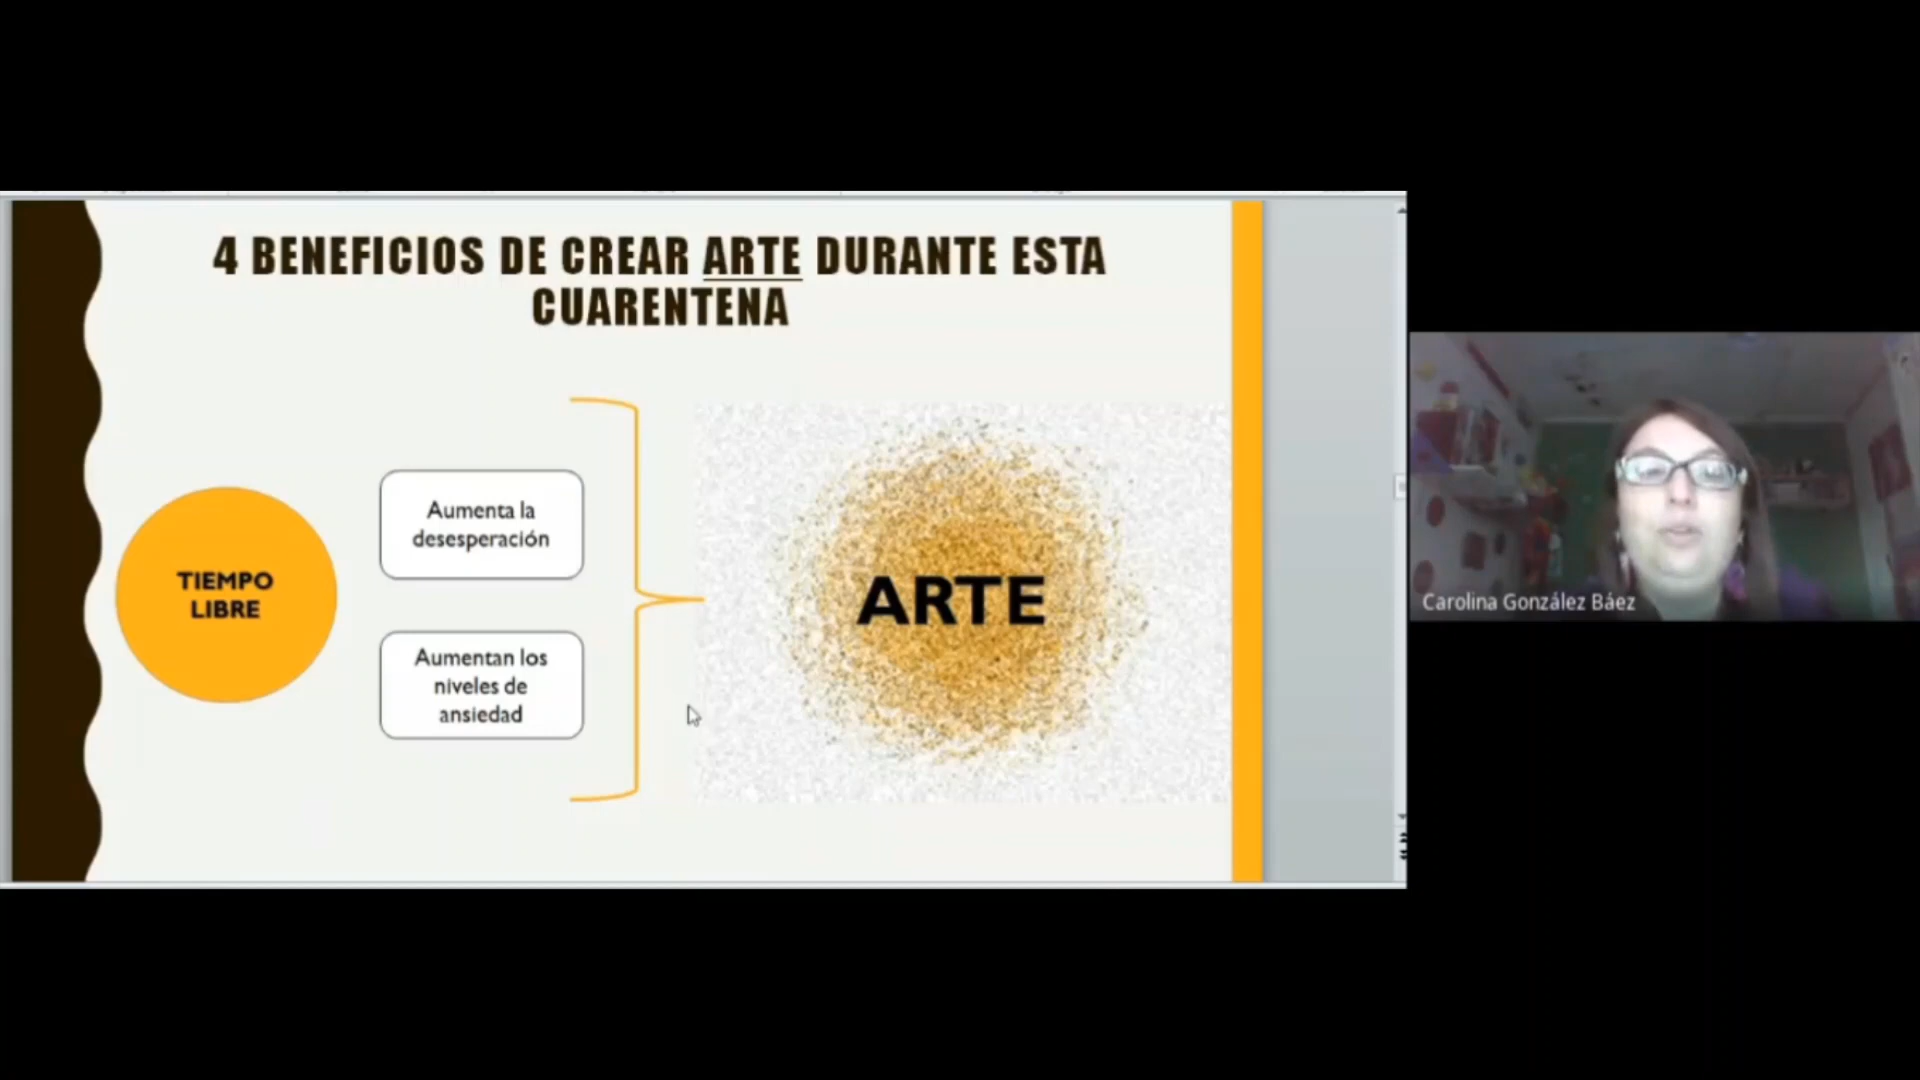 4 BENEFICIOS DE CREAR ARTE DURANTE ESTA
CUARENTENA
TIEMPO
LIBRE
Aumenta la
desesperación
Aumentan los
niveles de
ansiedad
ARTE
Carolina González Báez